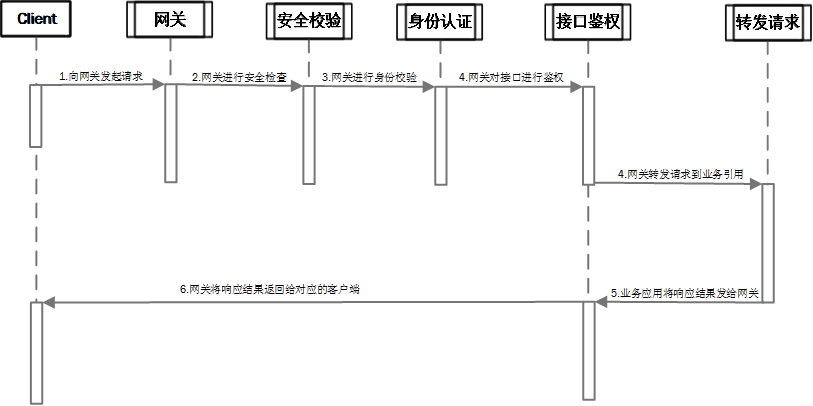 Client
网关
安全校验
身份认证
接口鉴权
转发请求
1.向网关发起请求
2.网关进行安全检查
3.网关进行身份校验
4.网关对接口进行鉴权
4.网关转发请求到业务引用
6.网关将响应结果返回给对应的客户端
5.业务应用将响应结果发给网关